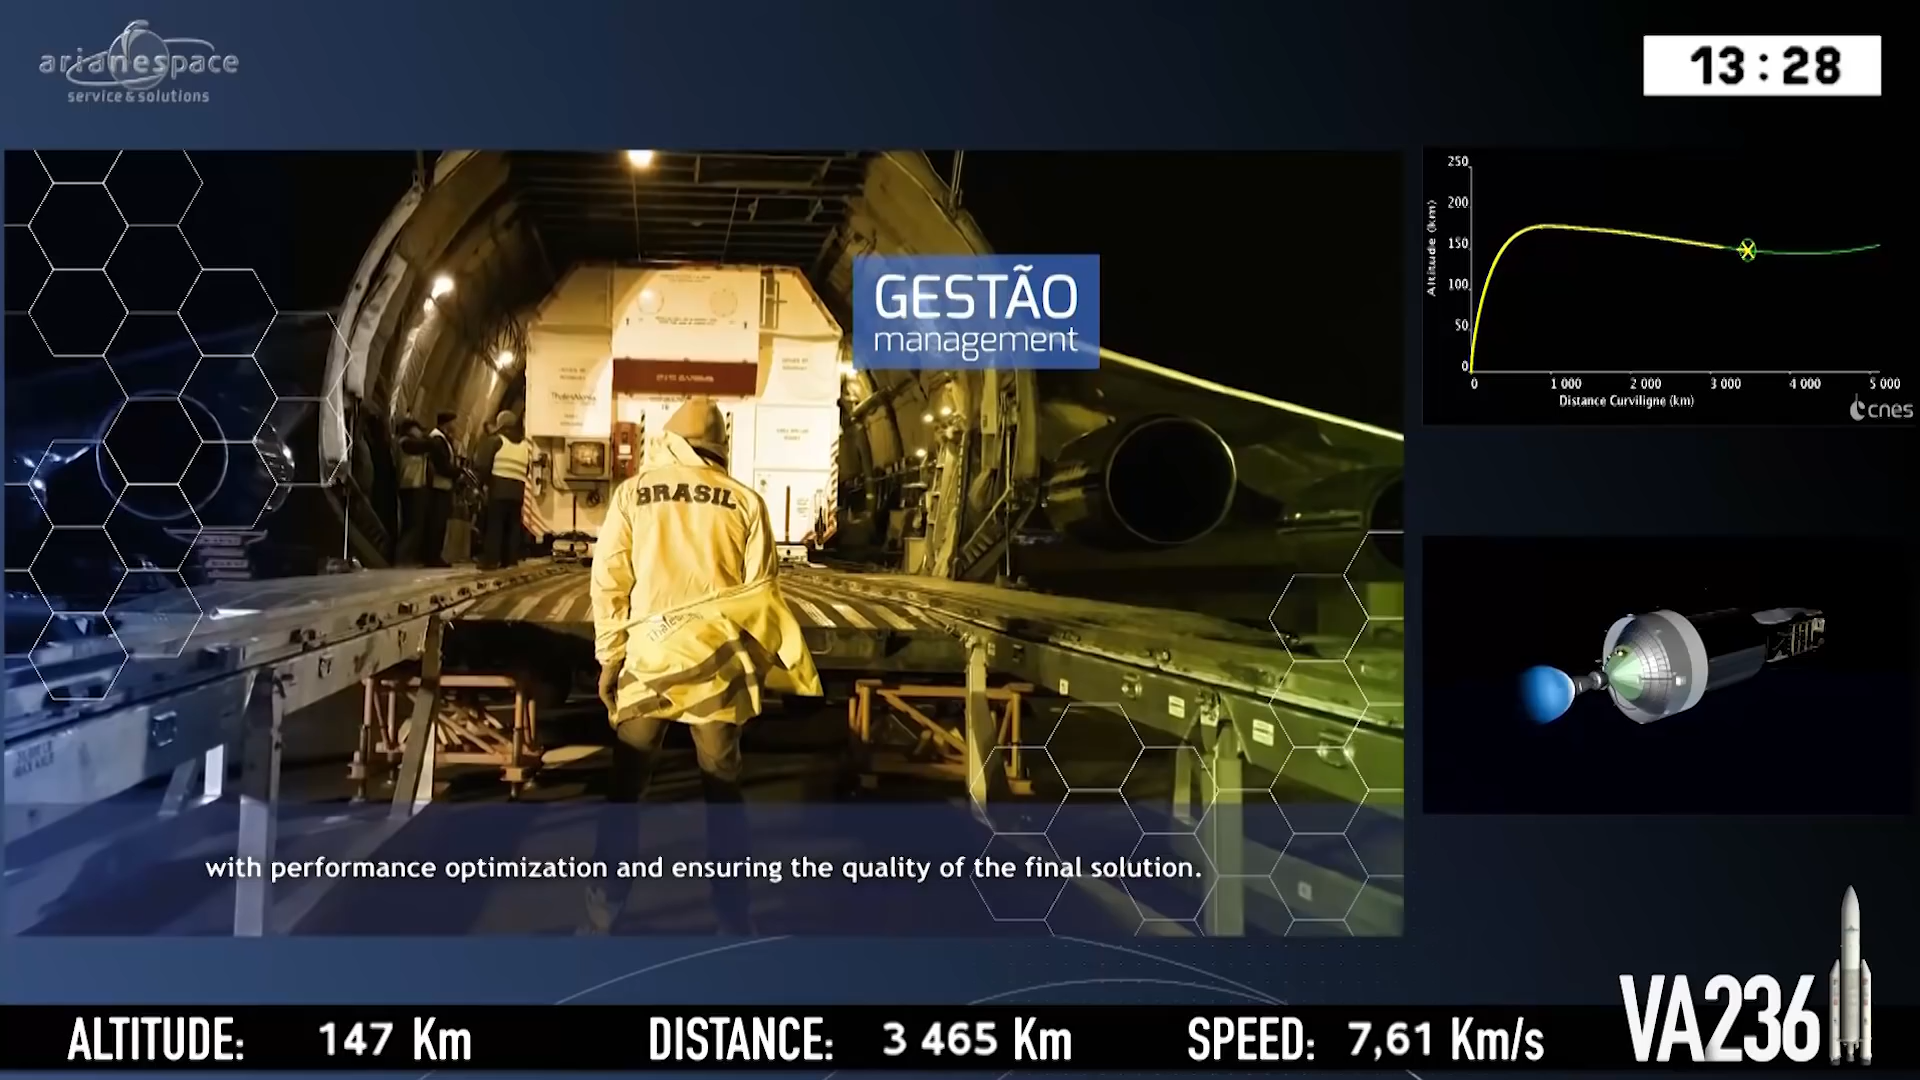 arianespace
service & solutions
13:28
GESTÃO
management
BRASIL
Thales
with performance optimization and ensuring the quality of the final solution.
250
200
150
100
50
0
Altitude (km)
0
1 000
2 000
3 000
4 000
5 000
Distance Curviligne (km)
cnes
ALTITUDE: 147 Km
DISTANCE: 3 465 Km
SPEED: 7,61 Km/s
VA236